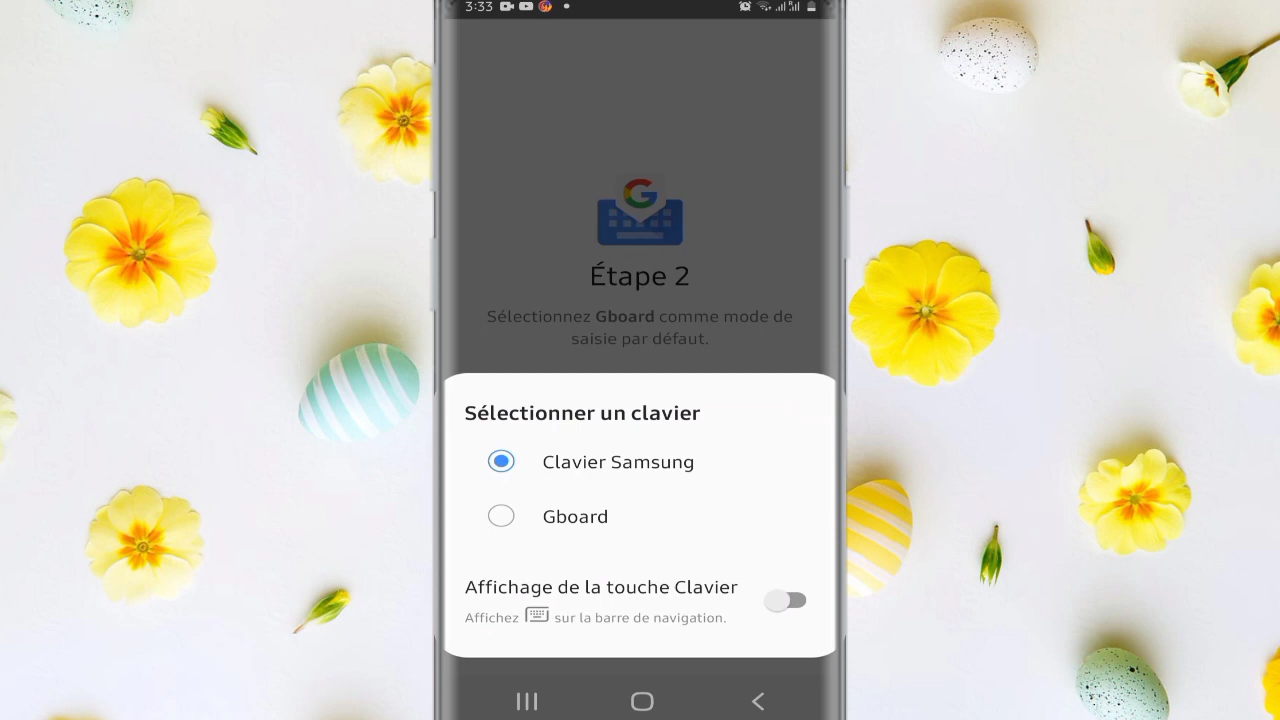 3:33
Étape 2
Sélectionnez Gboard comme mode de
saisie par défaut.
Sélectionner un clavier
Clavier Samsung
Gboard
Affichage de la touche Clavier
Affichez sur la barre de navigation.